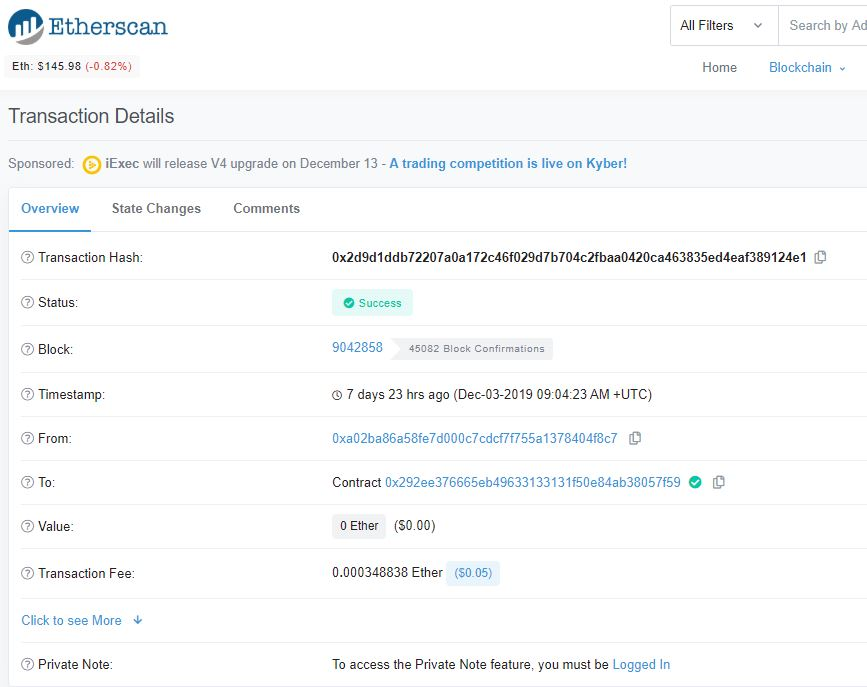 Etherscan
All Filters
Search by Ad
Eth: $145.98 (-0.82%)
Home Blockchain
Transaction Details
Sponsored: iExec will release V4 upgrade on December 13 - A trading competition is live on Kyber!
Overview State Changes Comments
Transaction Hash: 0x2d9d1ddb72207a0a172c46f029d7b704c2fbaa0420ca463835ed4eaf389124e1
Status: Success
Block: 9042858 45082 Block Confirmations
Timestamp: 7 days 23 hrs ago (Dec-03-2019 09:04:23 AM +UTC)
From: 0xa02ba86a58fe7d000c7cdcf7f755a1378404f8c7
To: Contract 0x292ee376665eb49633133131f50e84ab38057f59
Value: 0 Ether ($0.00)
Transaction Fee: 0.000348838 Ether ($0.05)
Click to see More
Private Note: To access the Private Note feature, you must be Logged In